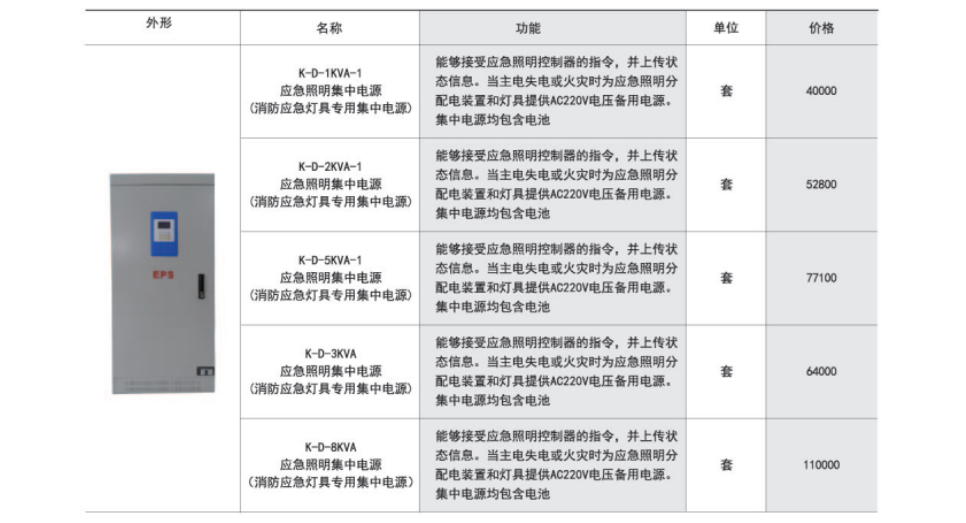 外形
名称
功能
单位
价格
EPS
K-D-1KVA-1
应急照明集中电源
(消防应急灯具专用集中电源)
能够接受应急照明控制器的指令，并上传状
态信息。当主电失电或火灾时为应急照明分
配电装置和灯具提供AC220V电压备用电源。
集中电源均包含电池
套
40000
K-D-2KVA-1
应急照明集中电源
(消防应急灯具专用集中电源)
能够接受应急照明控制器的指令，并上传状
态信息。当主电失电或火灾时为应急照明分
配电装置和灯具提供AC220V电压备用电源。
集中电源均包含电池
套
52800
K-D-5KVA-1
应急照明集中电源
(消防应急灯具专用集中电源)
能够接受应急照明控制器的指令，并上传状
态信息。当主电失电或火灾时为应急照明分
配电装置和灯具提供AC220V电压备用电源。
集中电源均包含电池
套
77100
K-D-3KVA
应急照明集中电源
(消防应急灯具专用集中电源)
能够接受应急照明控制器的指令，并上传状
态信息。当主电失电或火灾时为应急照明分
配电装置和灯具提供AC220V电压备用电源。
集中电源均包含电池
套
64000
K-D-8KVA
应急照明集中电源
(消防应急灯具专用集中电源)
能够接受应急照明控制器的指令，并上传状
态信息。当主电失电或火灾时为应急照明分
配电装置和灯具提供AC220V电压备用电源。
集中电源均包含电池
套
110000